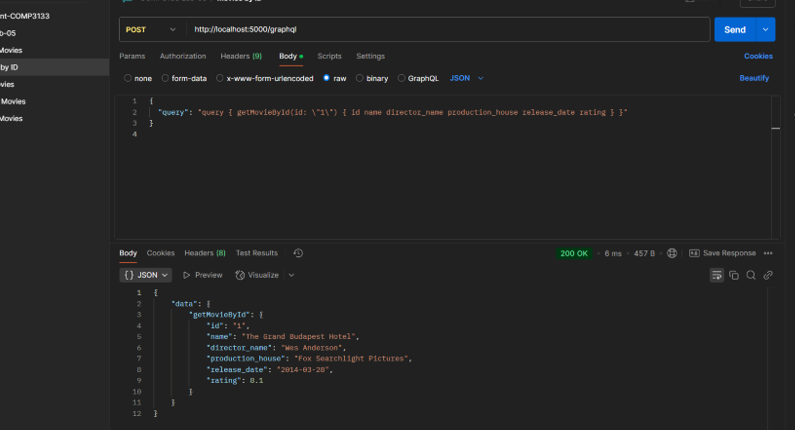 nt-COMP3133
b-05
Movies
by ID
vies
Movies
Movies
POST
http://localhost:5000/graphql
Send
Params Authorization Headers (9) Body Scripts Settings Cookies
none form-data x-www-form-urlencoded raw binary GraphQL JSON Beautify
1 {
2 "query": "query { getMovieById(id: \"1\") { id name director_name production_house release_date rating } }"
3 }
4
Body Cookies Headers (8) Test Results 200 OK • 6 ms • 457 B Save Response
{} JSON Preview Visualize
1 {
2 "data": {
3 "getMovieById": {
4 "id": "1",
5 "name": "The Grand Budapest Hotel",
6 "director_name": "Wes Anderson",
7 "production_house": "Fox Searchlight Pictures",
8 "release_date": "2014-03-28",
9 "rating": 8.1
10 }
11 }
12 }